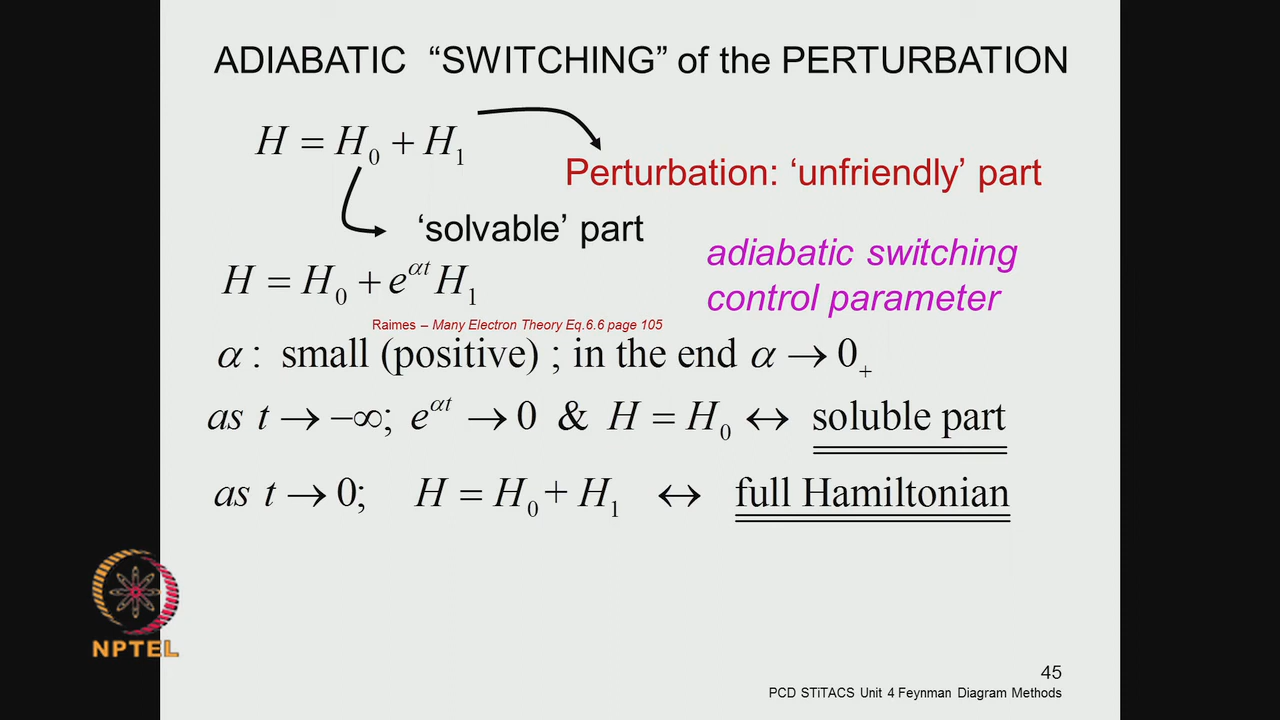 ADIABATIC “SWITCHING” of the PERTURBATION
H = H₀ + H₁
Perturbation: ‘unfriendly’ part
‘solvable’ part
adiabatic switching
control parameter
H = H₀ + e^{αt} H₁
Raimes – Many Electron Theory Eq.6.6 page 105
α : small (positive) ; in the end α → 0₊
as t → −∞; e^{αt} → 0 & H = H₀ ↔ soluble part
as t → 0; H = H₀ + H₁ ↔ full Hamiltonian
NPTEL
45
PCD STiTACS Unit 4 Feynman Diagram Methods